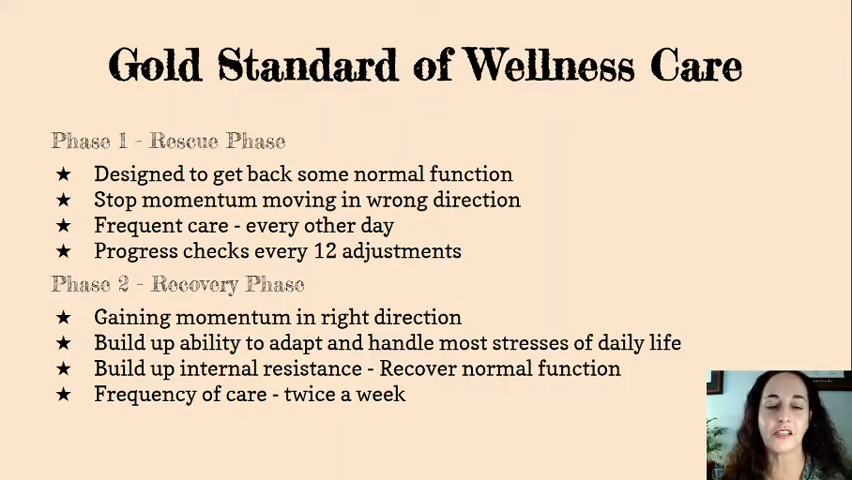 Gold Standard of Wellness Care
Phase 1 - Rescue Phase
★ Designed to get back some normal function
★ Stop momentum moving in wrong direction
★ Frequent care - every other day
★ Progress checks every 12 adjustments
Phase 2 - Recovery Phase
★ Gaining momentum in right direction
★ Build up ability to adapt and handle most stresses of daily life
★ Build up internal resistance - Recover normal function
★ Frequency of care - twice a week